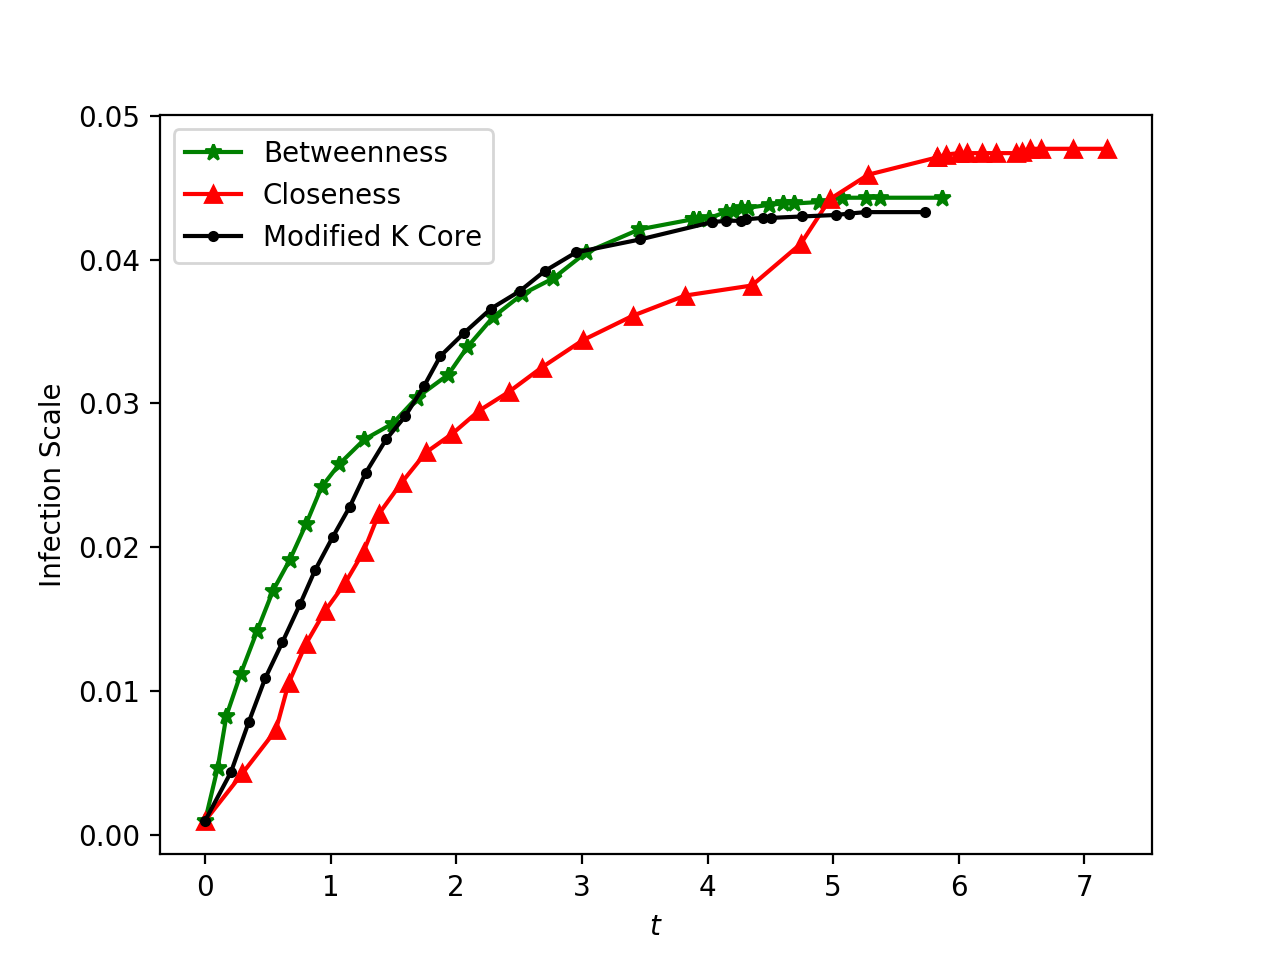 0.05
0.04
0.03
0.02
0.01
0.00
Infection Scale
Betweenness
Closeness
Modified K Core
0 1 2 3 4 5 6 7
t